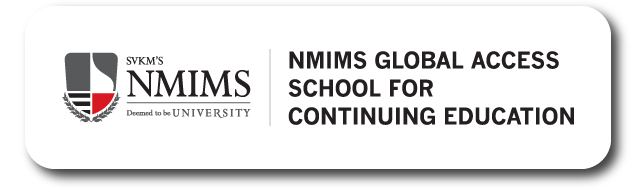 SVKM'S
NMIMS
Deemed to be UNIVERSITY
NMIMS GLOBAL ACCESS
SCHOOL FOR
CONTINUING EDUCATION